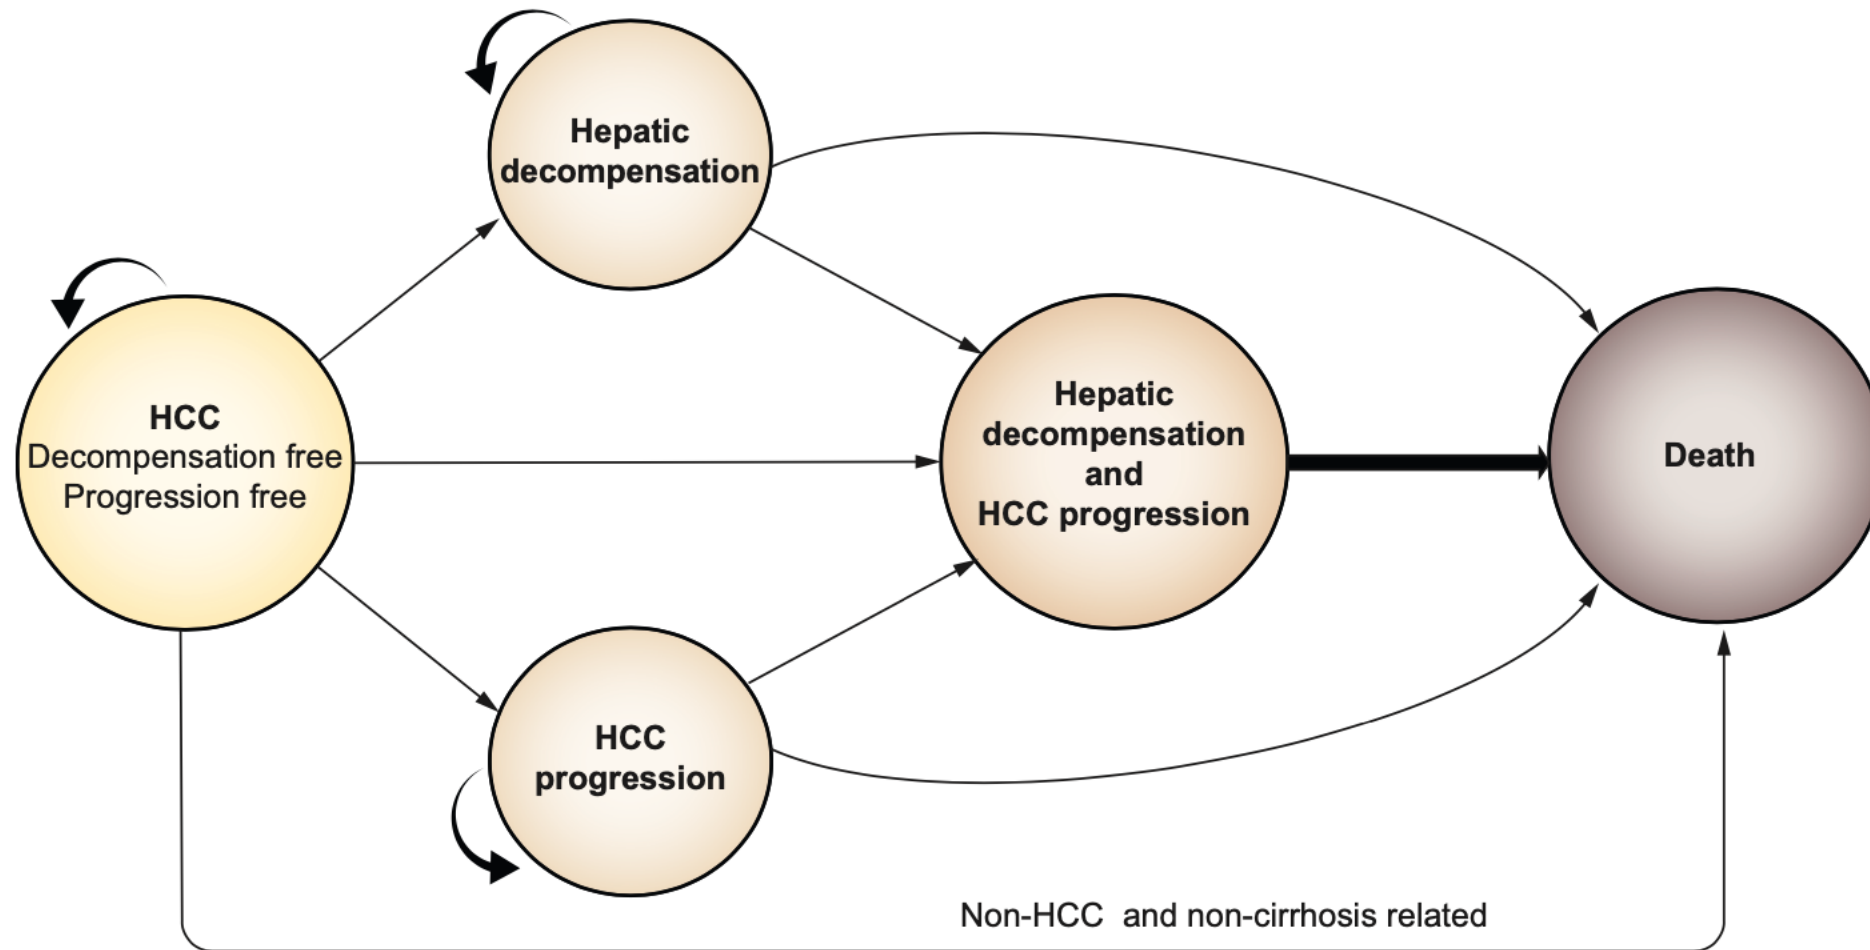 Hepatic
decompensation
HCC
Decompensation free
Progression free
Hepatic
decompensation
and
HCC progression
Death
HCC
progression
Non-HCC  and non-cirrhosis related